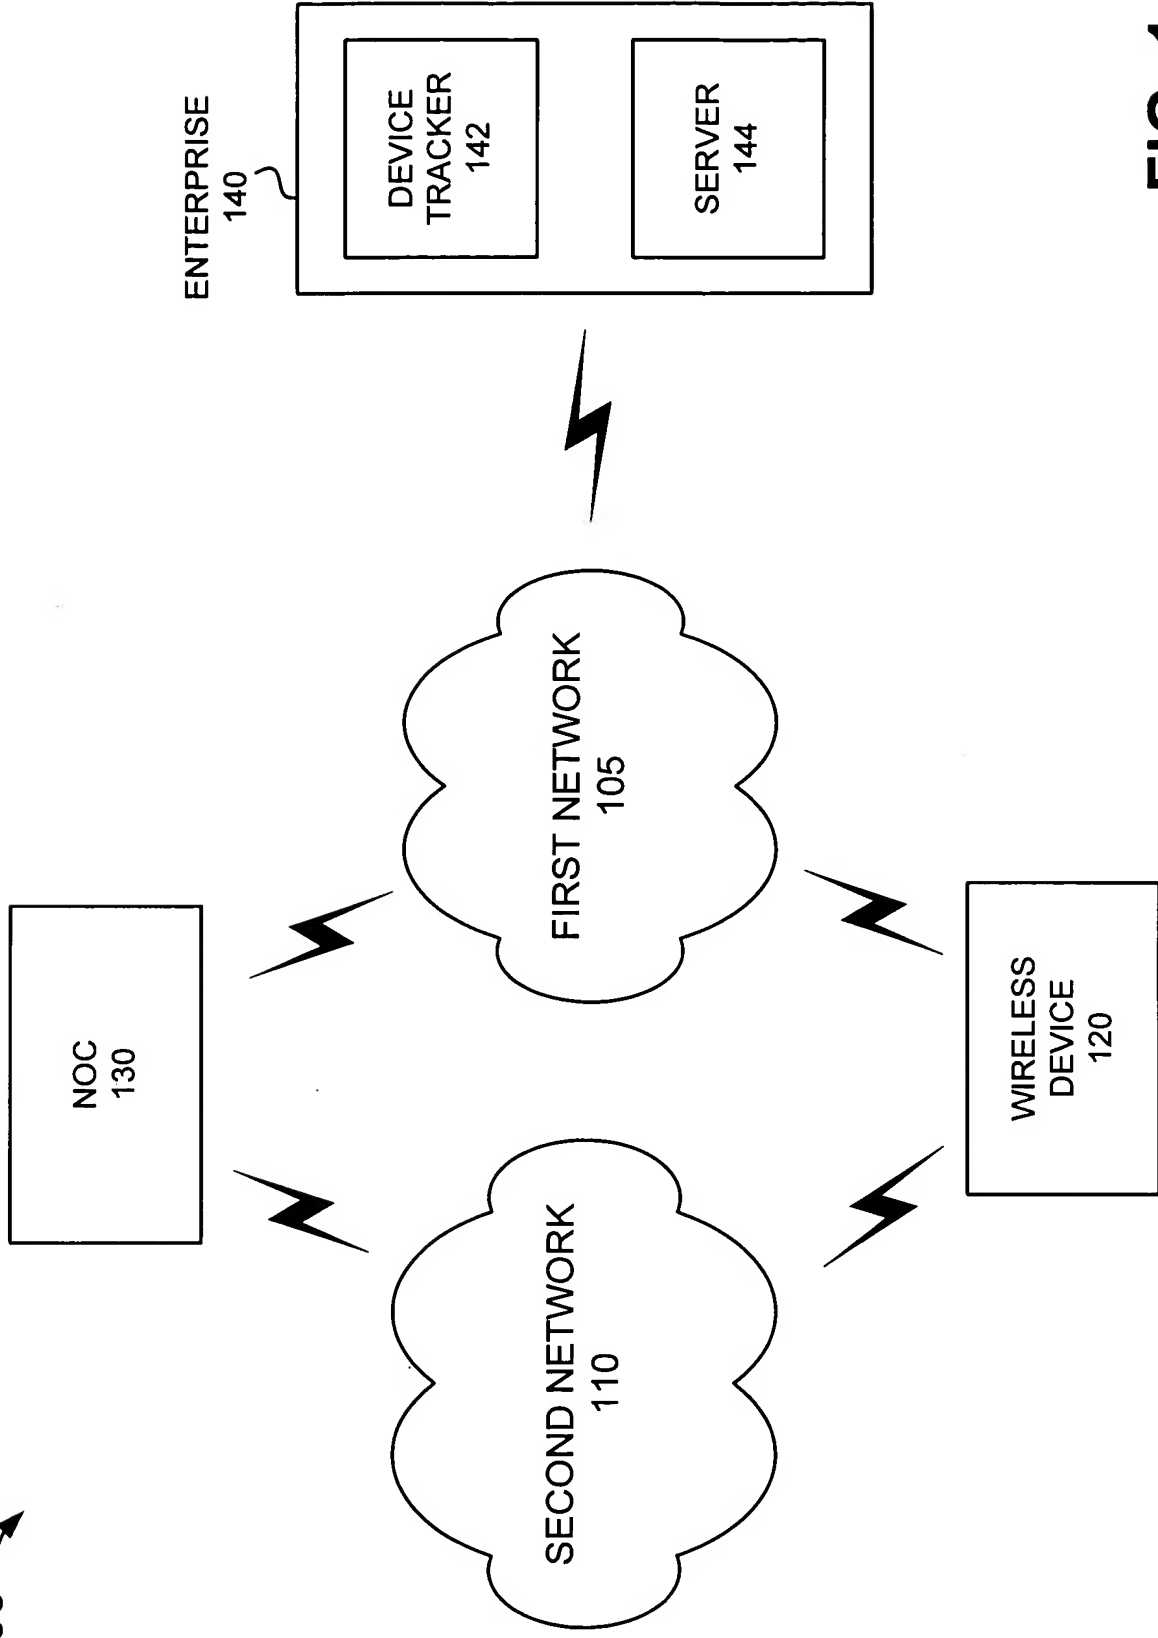 NOC
130
ENTERPRISE
140
DEVICE
TRACKER
142
SERVER
144
SECOND NETWORK
110
FIRST NETWORK
105
WIRELESS
DEVICE
120